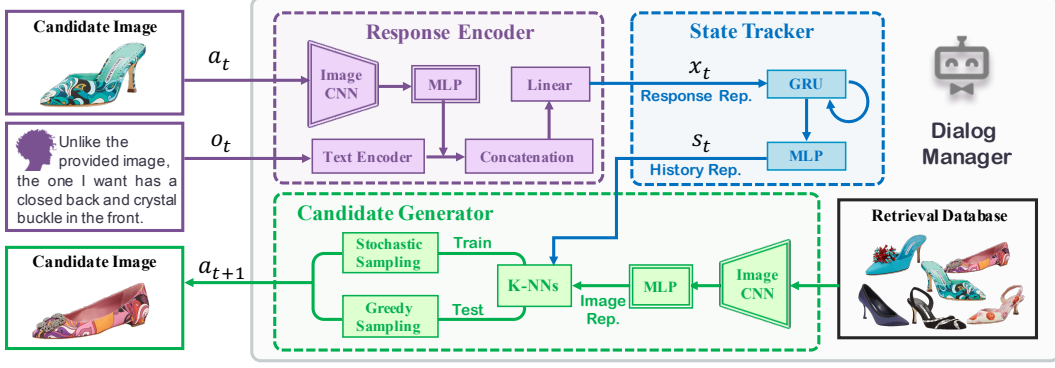 Candidate Image
a_t
Unlike the
provided image,
the one I want has a
closed back and crystal
buckle in the front.
o_t
Candidate Image
a_{t+1}
Response Encoder
Image
CNN
MLP
Linear
Text Encoder
Concatenation
State Tracker
x_t
Response Rep.
GRU
s_t
History Rep.
MLP
Dialog
Manager
Candidate Generator
Stochastic
Sampling
Train
Greedy
Sampling
Test
K-NNs
Image
Rep.
MLP
Image
CNN
Retrieval Database